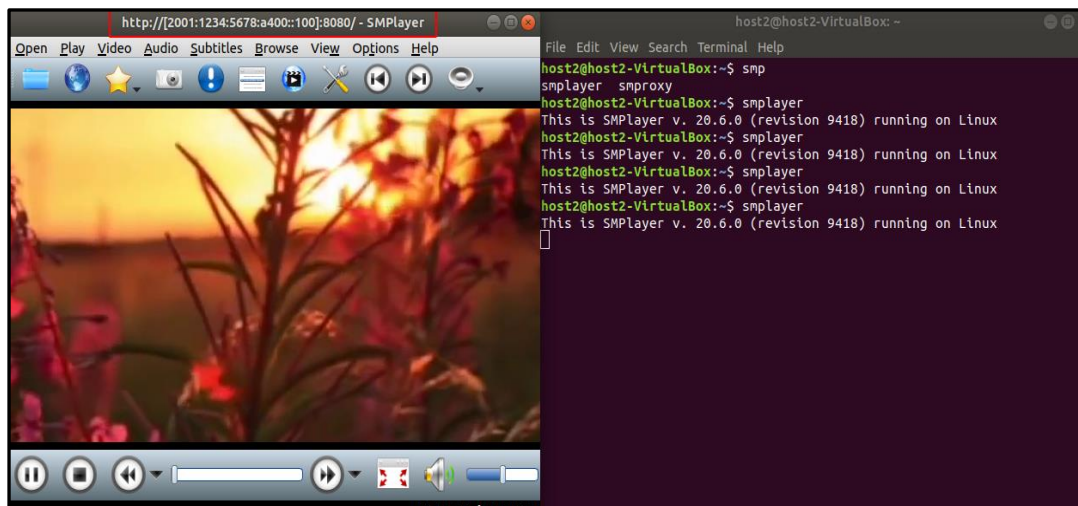 http://[2001:1234:5678:a400::100]:8080/ - SMPlayer
Open Play Video Audio Subtitles Browse View Options Help
host2@host2-VirtualBox: ~
File Edit View Search Terminal Help
host2@host2-VirtualBox:~$ smp
smplayer smproxy
host2@host2-VirtualBox:~$ smplayer
This is SMPlayer v. 20.6.0 (revision 9418) running on Linux
host2@host2-VirtualBox:~$ smplayer
This is SMPlayer v. 20.6.0 (revision 9418) running on Linux
host2@host2-VirtualBox:~$ smplayer
This is SMPlayer v. 20.6.0 (revision 9418) running on Linux
host2@host2-VirtualBox:~$ smplayer
This is SMPlayer v. 20.6.0 (revision 9418) running on Linux